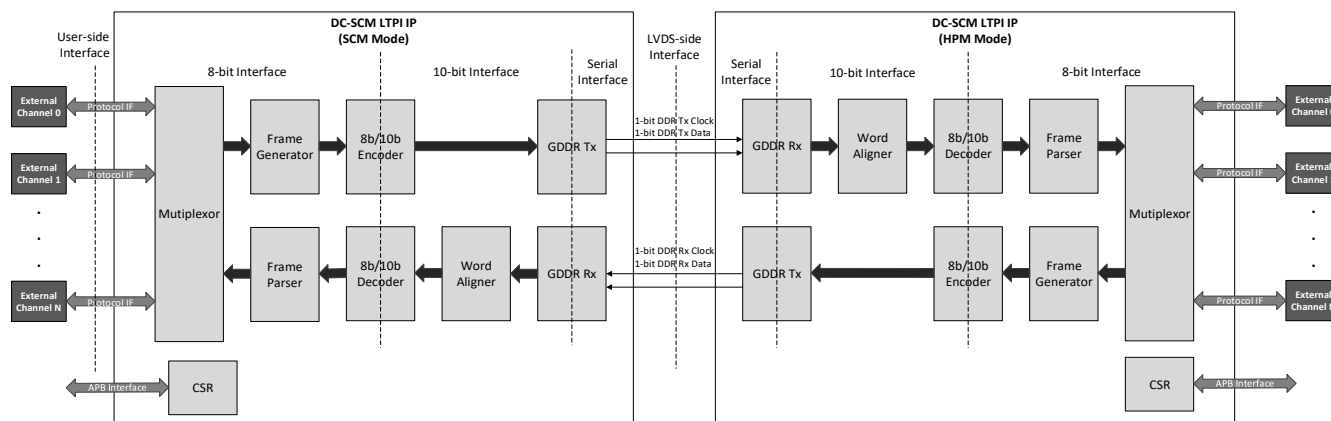 DC-SCM LTPI IP
(SCM Mode)
DC-SCM LTPI IP
(HPM Mode)
User-side
Interface
LVDS-side
Interface
8-bit Interface
10-bit Interface
Serial
Interface
Serial
Interface
10-bit Interface
8-bit Interface
External
Channel 0
Protocol IF
External
Channel 1
Protocol IF
.
.
.
External
Channel N
Protocol IF
Mutiplexor
Frame
Generator
8b/10b
Encoder
GDDR Tx
1-bit DDR Tx Clock
1-bit DDR Tx Data
GDDR Rx
Word
Aligner
8b/10b
Decoder
Frame
Parser
Mutiplexor
Protocol IF
External
Channel
Protocol IF
External
Channel
.
.
.
Protocol IF
External
Channel
Frame
Parser
8b/10b
Decoder
Word
Aligner
GDDR Rx
1-bit DDR Rx Clock
1-bit DDR Rx Data
GDDR Tx
8b/10b
Encoder
Frame
Generator
APB Interface
CSR
CSR
APB Interface